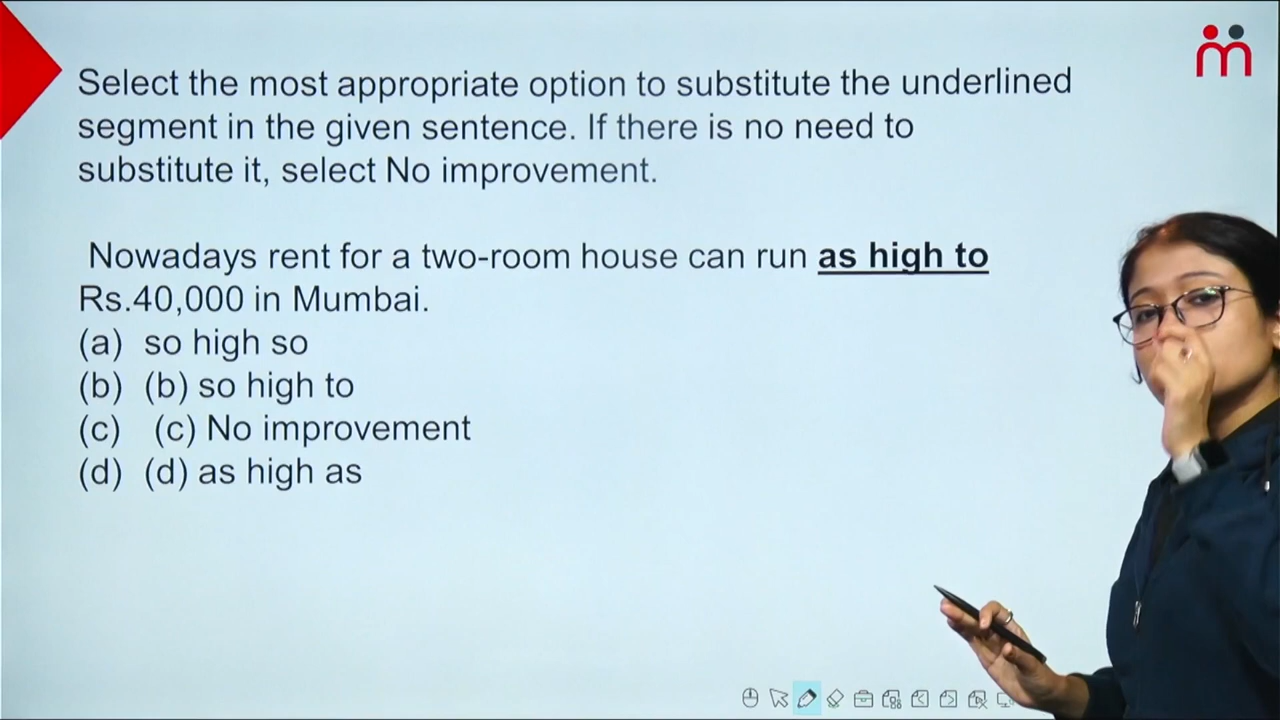 Select the most appropriate option to substitute the underlined
segment in the given sentence. If there is no need to
substitute it, select No improvement.
Nowadays rent for a two-room house can run as high to
Rs.40,000 in Mumbai.
(a) so high so
(b) (b) so high to
(c) (c) No improvement
(d) (d) as high as